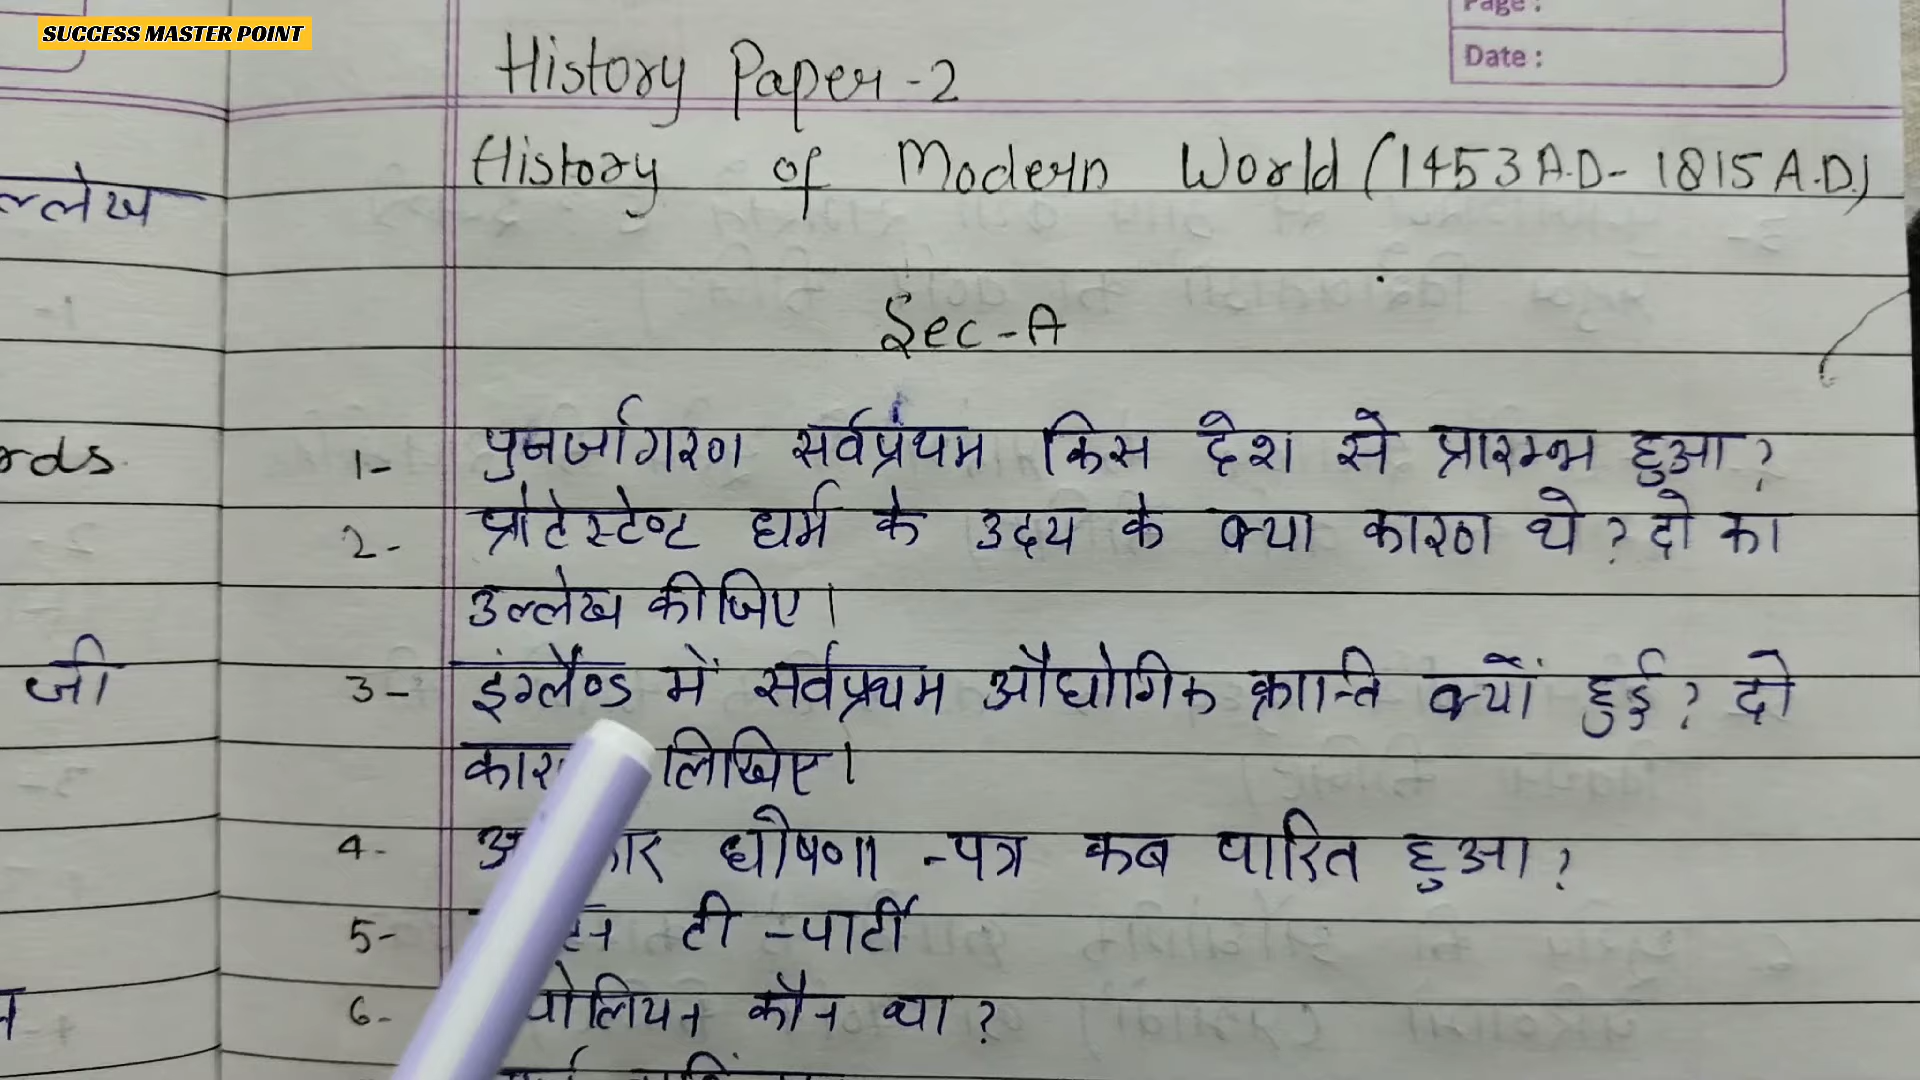 SUCCESS MASTER POINT
Page :
Date :
History Paper-2
History of Modern World (1453 A.D- 1815 A.D.)
Sec-A
ल्लेख
1- पुनर्जागरण सर्वप्रथम किस देश से प्रारम्भ हुआ?
rds.
2- प्रोटेस्टेण्ट धर्म के उदय के क्या कारण थे? दो का
उल्लेख कीजिए।
जी
3- इंग्लैण्ड में सर्वप्रथम औद्योगिक क्रान्ति क्यों हुई? दो
लिखिए।
4- घोषणा -पत्र कब पारित हुआ?
5- टी -पार्टी
6- कौन था?